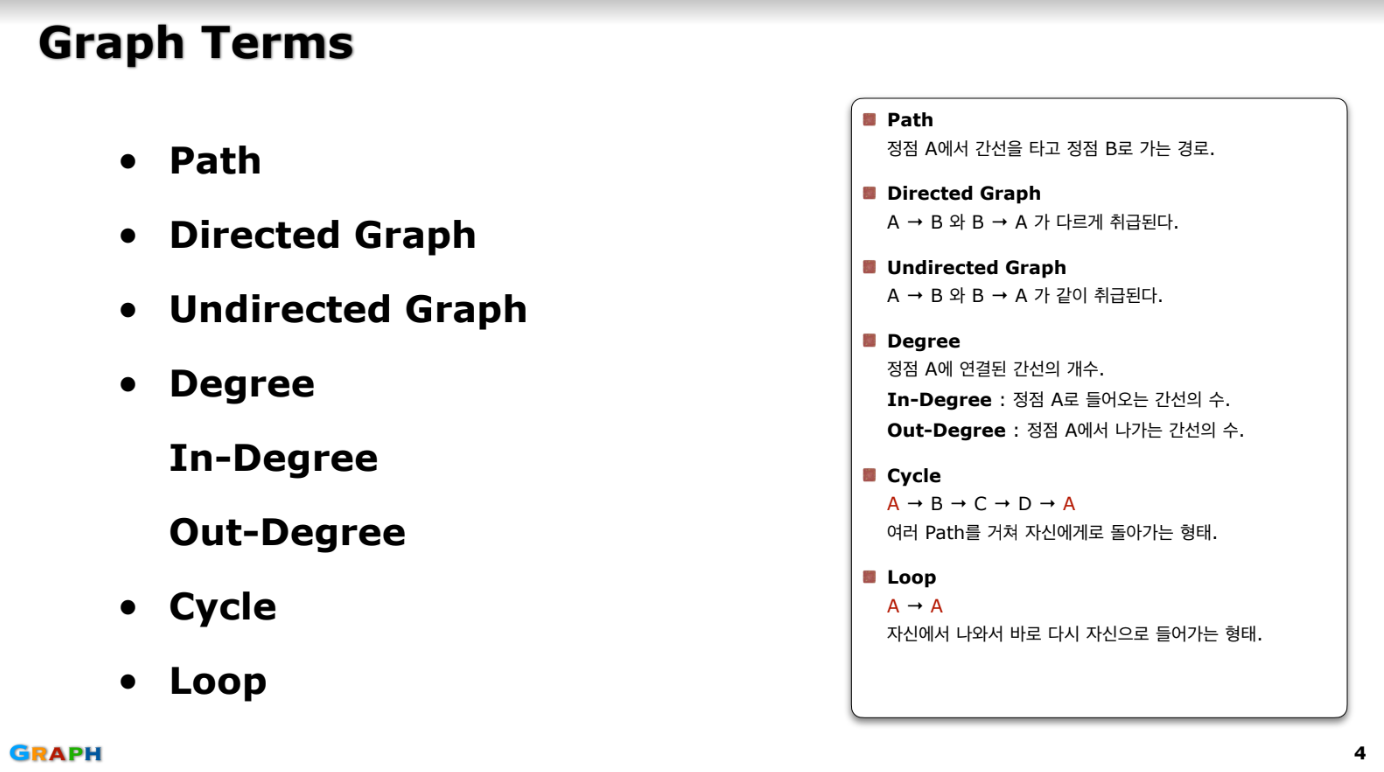 Graph Terms
• Path
• Directed Graph
• Undirected Graph
• Degree
In-Degree
Out-Degree
• Cycle
• Loop
Path
정점 A에서 간선을 타고 정점 B로 가는 경로.
Directed Graph
A → B 와 B → A 가 다르게 취급된다.
Undirected Graph
A → B 와 B → A 가 같이 취급된다.
Degree
정점 A에 연결된 간선의 개수.
In-Degree : 정점 A로 들어오는 간선의 수.
Out-Degree : 정점 A에서 나가는 간선의 수.
Cycle
A → B → C → D → A
여러 Path를 거쳐 자신에게로 돌아가는 형태.
Loop
A → A
자신에서 나와서 바로 다시 자신으로 들어가는 형태.
GRAPH
4